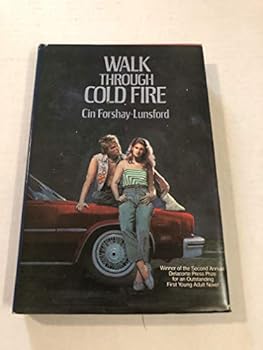 WALK
THROUGH
COLD FIRE
Cin Forshay-Lunsford
Winner of the Second Annual
Delacorte Press Prize
for an Outstanding
First Young Adult Novel